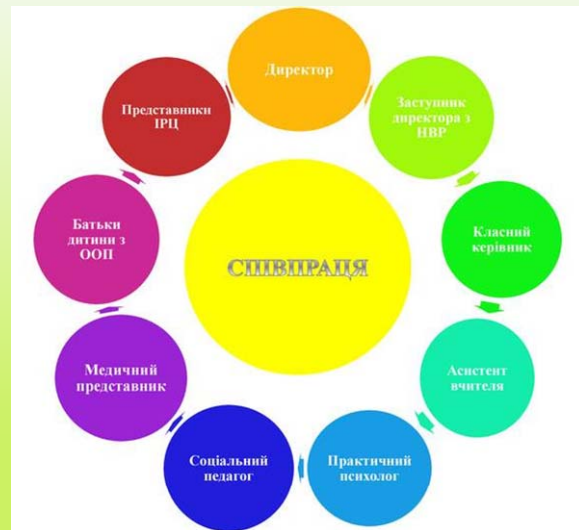 Директор
Заступник
директора з
НВР
Класний
керівник
Асистент
вчителя
Практичний
психолог
Соціальний
педагог
Медичний
представник
Батьки
дитини з
ООП
Представники
ІРЦ
СПІВПРАЦЯ